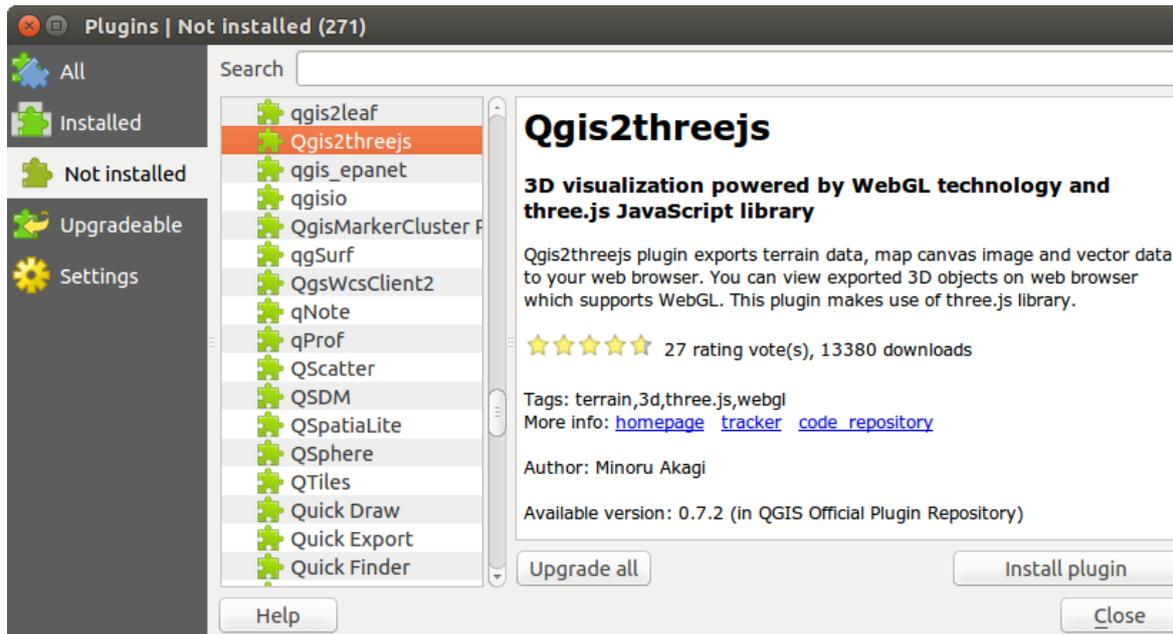 Plugins | Not installed (271)
All
Installed
Not installed
Upgradeable
Settings
Search
qgis2leaf
Qgis2threejs
qgis_epanet
qgisio
QgisMarkerCluster
qgSurf
QgsWcsClient2
qNote
qProf
QScatter
QSDM
QSpatiaLite
QSphere
QTiles
Quick Draw
Quick Export
Quick Finder
Qgis2threejs
3D visualization powered by WebGL technology and
three.js JavaScript library
Qgis2threejs plugin exports terrain data, map canvas image and vector data
to your web browser. You can view exported 3D objects on web browser
which supports WebGL. This plugin makes use of three.js library.
27 rating vote(s), 13380 downloads
Tags: terrain,3d,three.js,webgl
More info: homepage tracker code repository
Author: Minoru Akagi
Available version: 0.7.2 (in QGIS Official Plugin Repository)
Upgrade all
Install plugin
Help
Close